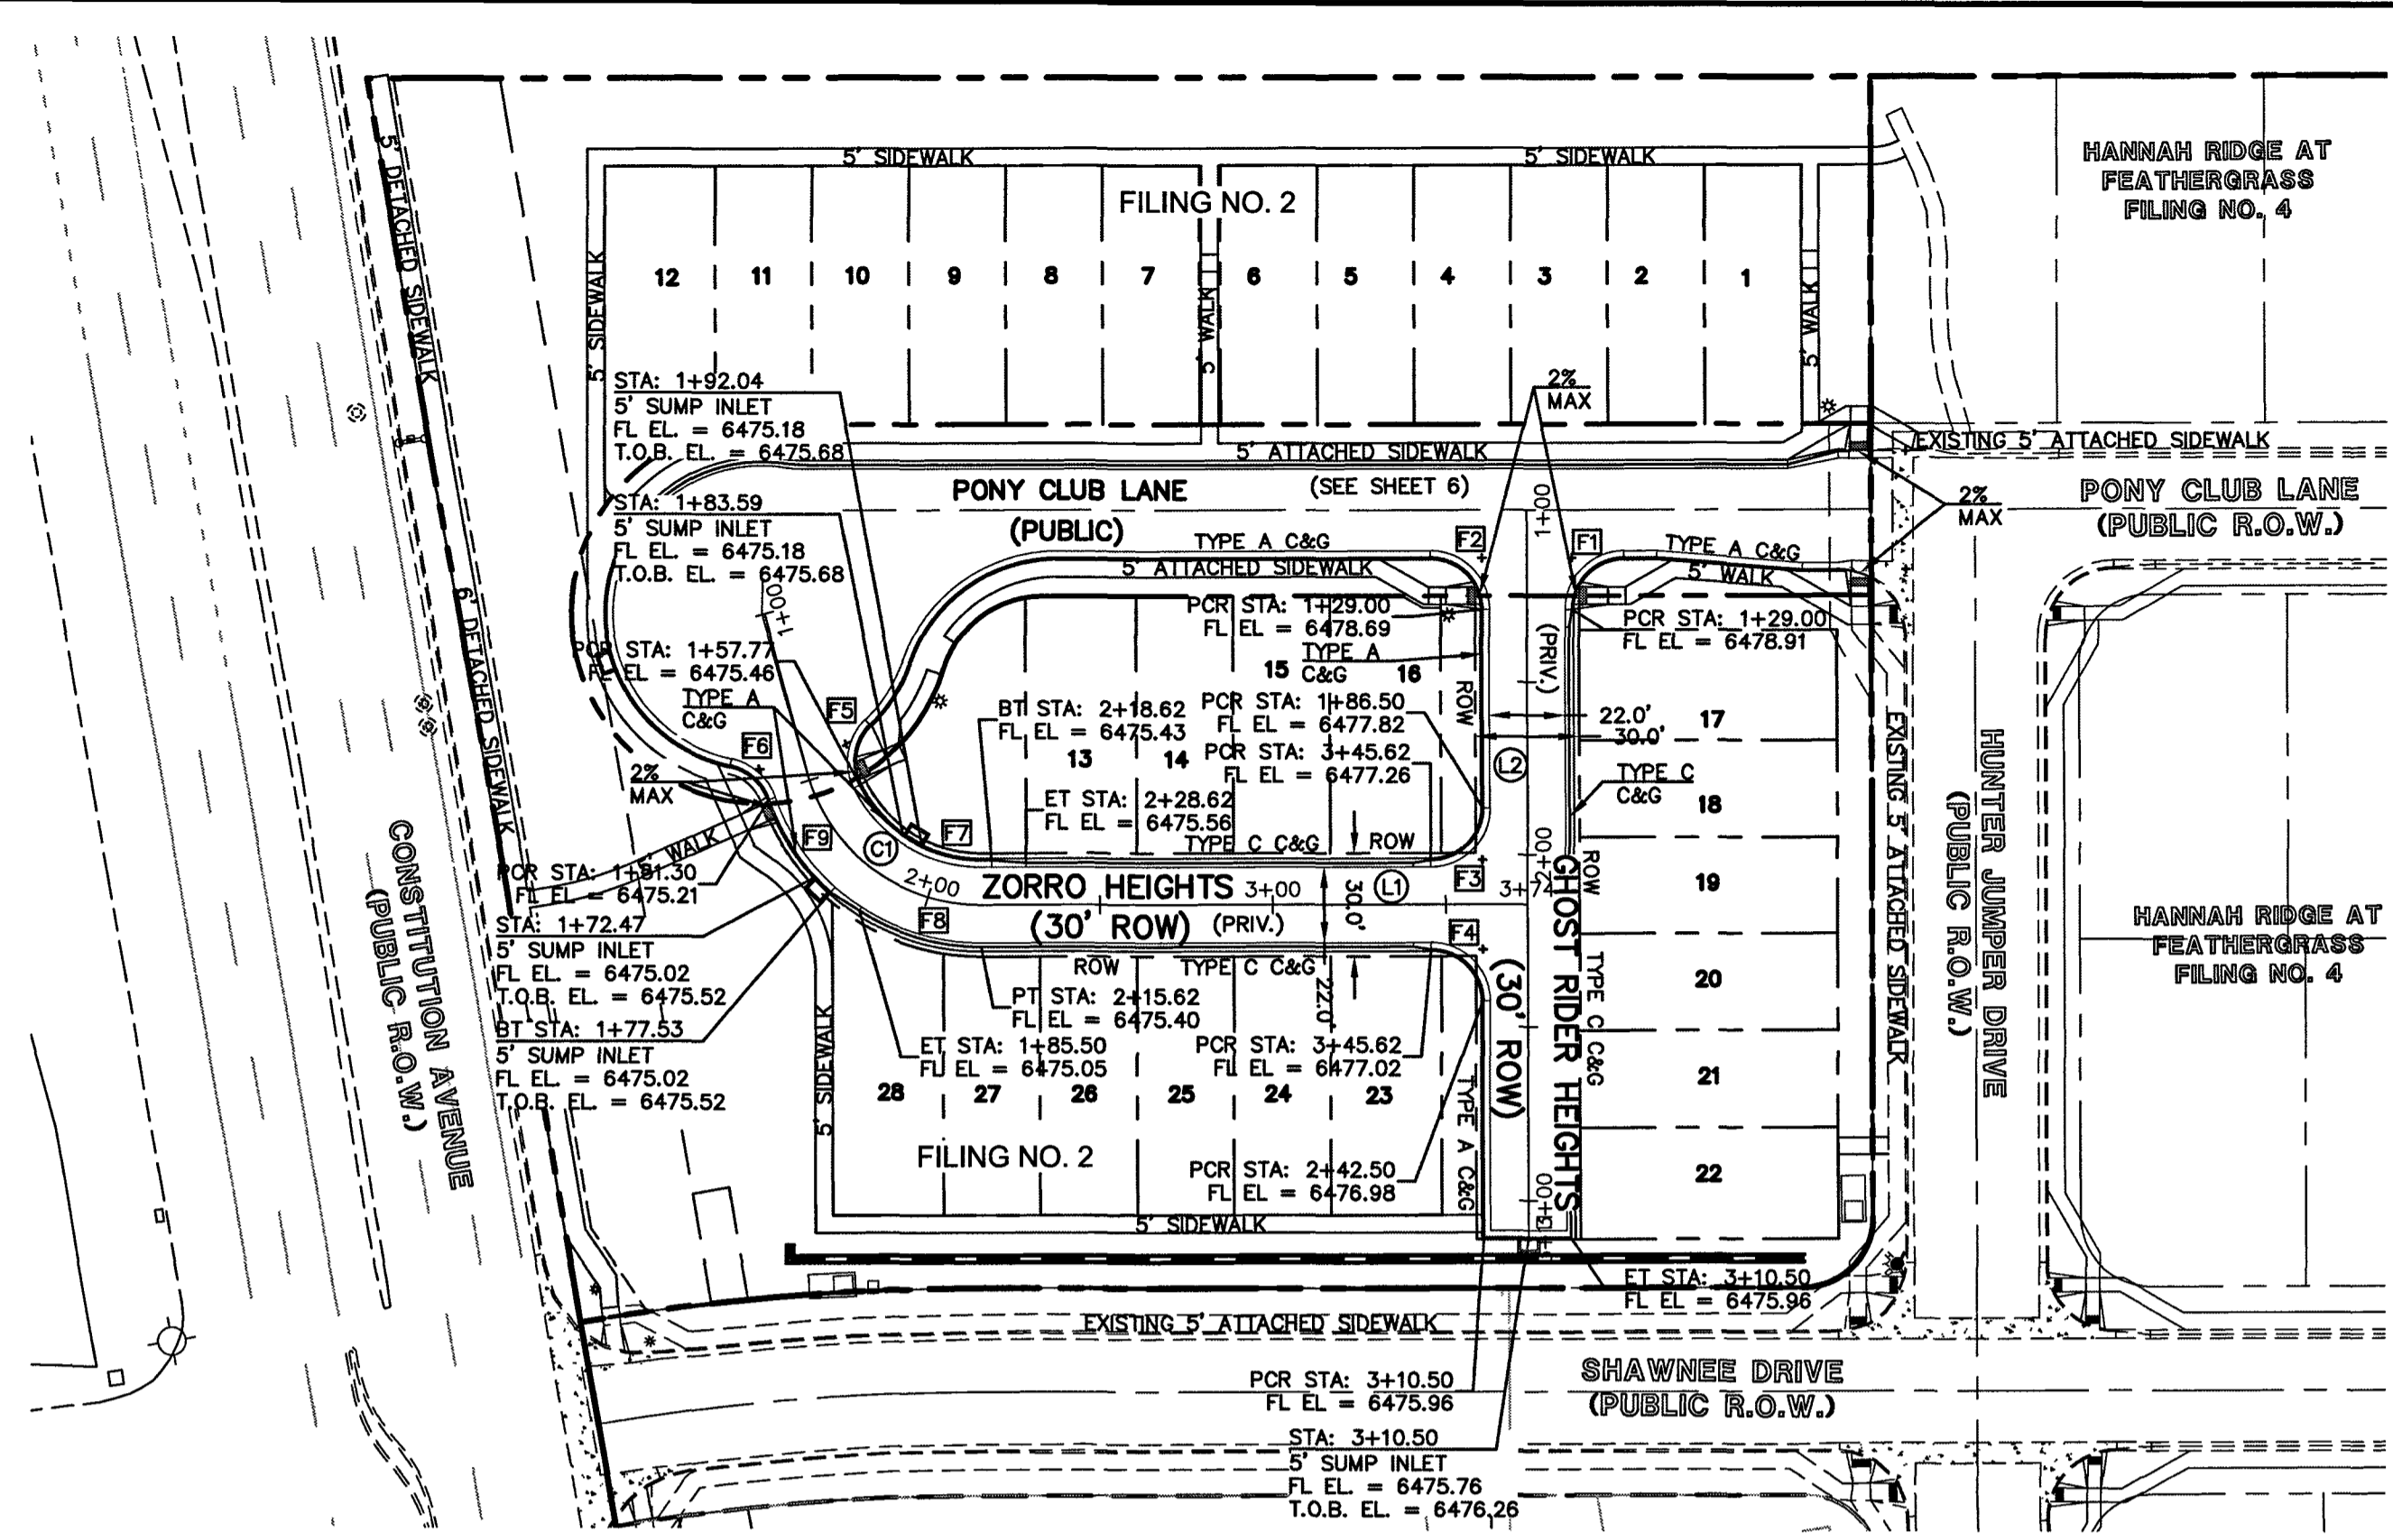 HANNAH RIDGE AT
FEATHERGRASS
FILING NO. 4
5' SIDEWALK
5' SIDEWALK
FILING NO. 2
5' DETACHED SIDEWALK
5' SIDEWALK
12
11
10
9
8
7
6
5
4
3
2
1
5' WALK
5' WALK
STA: 1+92.04
5' SUMP INLET
FL EL. = 6475.18
T.O.B. EL. = 6475.68
2%
MAX
5' ATTACHED SIDEWALK
EXISTING 5' ATTACHED SIDEWALK
PONY CLUB LANE
(PUBLIC)
(SEE SHEET 6)
1+00
2%
MAX
PONY CLUB LANE
(PUBLIC R.O.W.)
STA: 1+83.59
5' SUMP INLET
FL EL. = 6475.18
T.O.B. EL. = 6475.68
TYPE A C&G
F2
F1
TYPE A C&G
5' ATTACHED SIDEWALK
5' WALK
1+00
6' DETACHED SIDEWALK
PCR STA: 1+29.00
FL EL = 6478.69
PCR STA: 1+29.00
FL EL = 6478.91
(PRIV.)
PCR STA: 1+57.77
FL EL = 6475.46
TYPE A
C&G
15
TYPE A
C&G
16
ROW
F5
F6
BT STA: 2+18.62
FL EL = 6475.43
PCR STA: 1+86.50
FL EL = 6477.82
22.0'
30.0'
17
13
14
PCR STA: 3+45.62
FL EL = 6477.26
L2
2%
MAX
TYPE C
C&G
18
ET STA: 2+28.62
FL EL = 6475.56
EXISTING 5' ATTACHED SIDEWALK
HUNTER JUMPER DRIVE
(PUBLIC R.O.W.)
F9
F7
TYPE C C&G
ROW
C1
WALK
CONSTITUTION AVENUE
(PUBLIC R.O.W.)
PCR STA: 1+81.30
FL EL = 6475.21
2+00
ZORRO HEIGHTS
3+00
L1
F3
3+74
2+00
ROW
19
(30' ROW)
(PRIV.)
30.0'
F8
F4
GHOST RIDER HEIGHTS
(30' ROW)
HANNAH RIDGE AT
FEATHERGRASS
FILING NO. 4
STA: 1+72.47
5' SUMP INLET
FL EL. = 6475.02
T.O.B. EL. = 6475.52
ROW
TYPE C C&G
22.0'
TYPE C C&G
20
PT STA: 2+15.62
FL EL = 6475.40
BT STA: 1+77.53
5' SUMP INLET
FL EL. = 6475.02
T.O.B. EL. = 6475.52
ET STA: 1+85.50
FL EL = 6475.05
PCR STA: 3+45.62
FL EL = 6477.02
5' SIDEWALK
28
27
26
25
24
23
TYPE A C&G
21
FILING NO. 2
PCR STA: 2+42.50
FL EL = 6476.98
22
3+00
5' SIDEWALK
ET STA: 3+10.50
FL EL = 6475.96
EXISTING 5' ATTACHED SIDEWALK
PCR STA: 3+10.50
FL EL = 6475.96
SHAWNEE DRIVE
(PUBLIC R.O.W.)
STA: 3+10.50
5' SUMP INLET
FL EL. = 6475.76
T.O.B. EL. = 6476.26